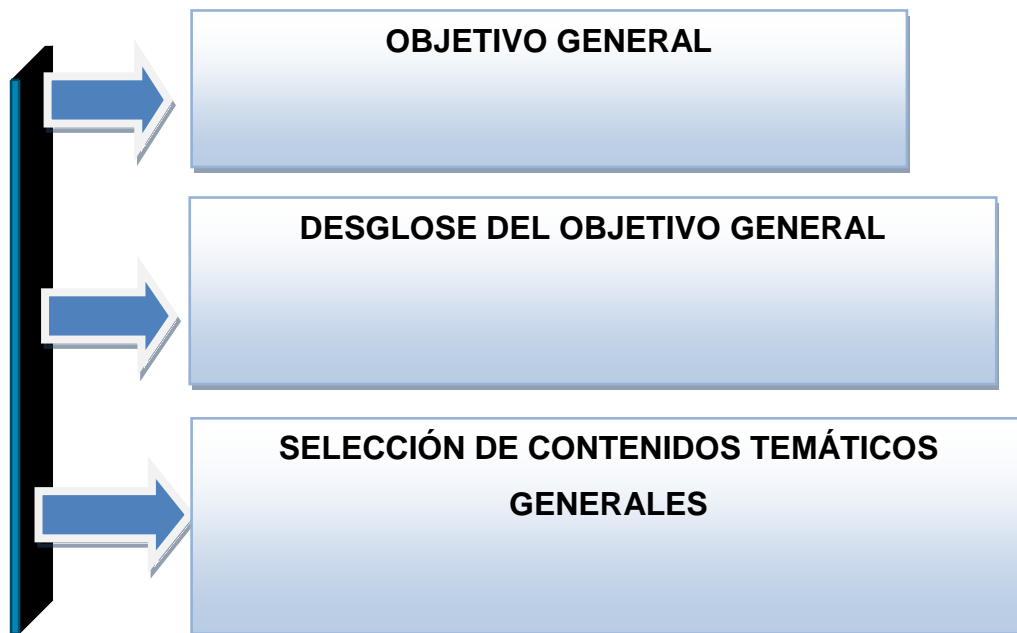 OBJETIVO GENERAL
DESGLOSE DEL OBJETIVO GENERAL
SELECCIÓN DE CONTENIDOS TEMÁTICOS
GENERALES